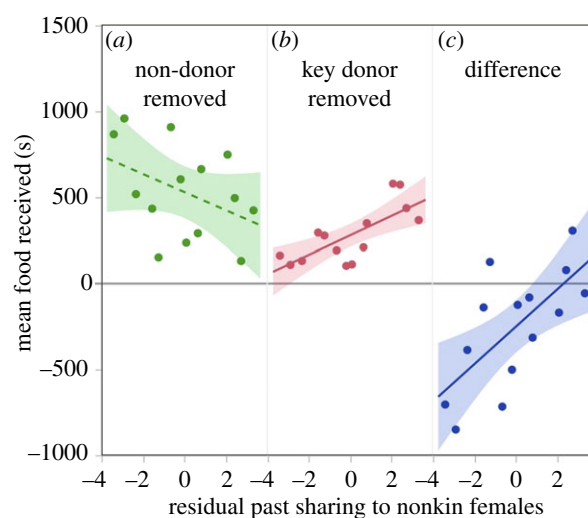 1500
(a)
(b)
(c)
non-donor
removed
key donor
removed
difference
1000
500
0
−500
−1000
mean food received (s)
−4 −2 0 2 −4 −2 0 2 −4 −2 0 2
residual past sharing to nonkin females